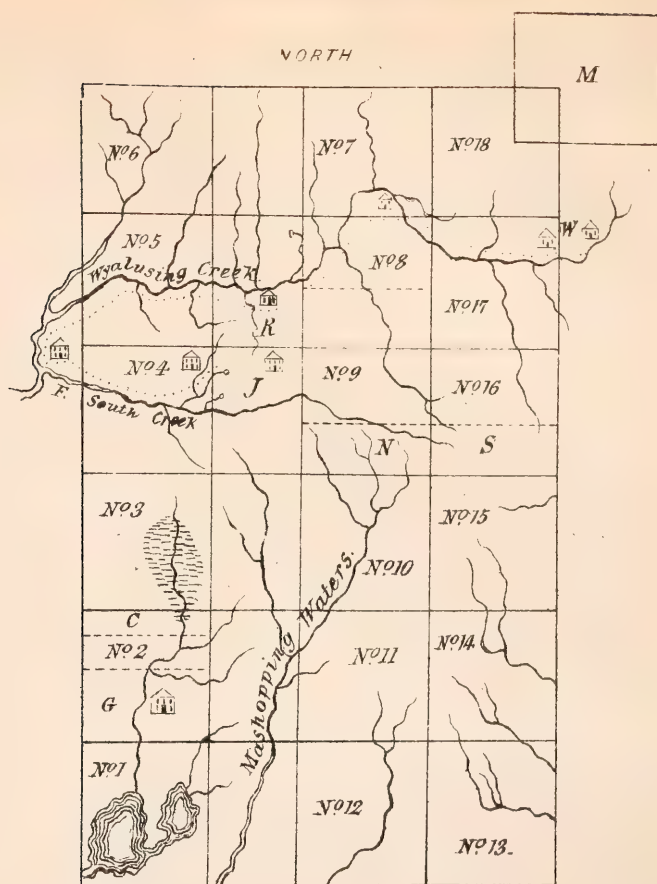 NORTH
M
No 6
No 7
No 18
No 5
Wyalusing Creek
W
No 8
R
No 17
No 4
J
No 9
No 16
F.
South Creek
N
S
No 3
No 15
No 10
C
Mashopping Waters.
No 2
No 11
No 14
G
No 1
No 12
No 13.